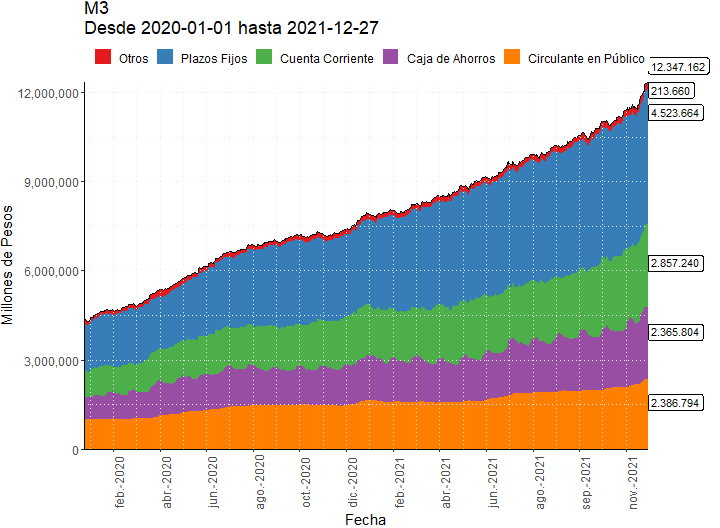 M3
Desde 2020-01-01 hasta 2021-12-27
Otros Plazos Fijos Cuenta Corriente Caja de Ahorros Circulante en Público
12.347.162
213.660
4.523.664
2.857.240
2.365.804
2.386.794
12,000,000
9,000,000
6,000,000
3,000,000
0
Millones de Pesos
feb.-2020 abr.-2020 jun.-2020 ago.-2020 oct.-2020 dic.-2020 feb.-2021 abr.-2021 jun.-2021 ago.-2021 sep.-2021 nov.-2021
Fecha